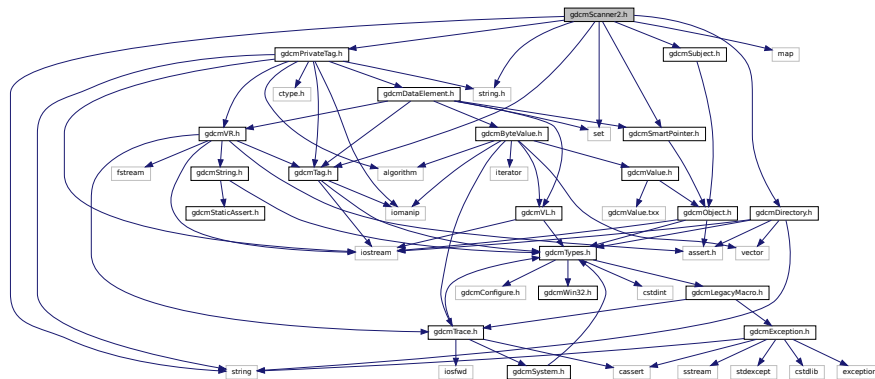 gdcmScanner2.h
gdcmPrivateTag.h
gdcmSubject.h
map
ctype.h
gdcmDataElement.h
string.h
gdcmVR.h
gdcmByteValue.h
set
gdcmSmartPointer.h
fstream
gdcmString.h
gdcmTag.h
algorithm
iterator
gdcmValue.h
gdcmStaticAssert.h
iomanip
gdcmVL.h
gdcmValue.txx
gdcmObject.h
gdcmDirectory.h
iostream
gdcmTypes.h
assert.h
vector
gdcmConfigure.h
gdcmWin32.h
cstdint
gdcmLegacyMacro.h
gdcmTrace.h
gdcmException.h
string
iosfwd
gdcmSystem.h
cassert
sstream
stdexcept
cstdlib
exception